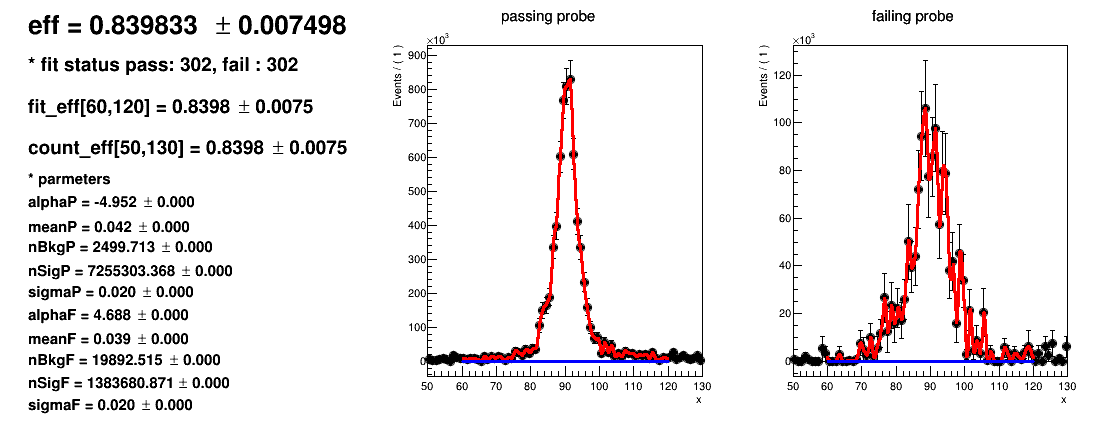 eff = 0.839833 ± 0.007498
* fit status pass: 302, fail : 302
fit_eff[60,120] = 0.8398 ± 0.0075
count_eff[50,130] = 0.8398 ± 0.0075
* parmeters
alphaP = -4.952 ± 0.000
meanP = 0.042 ± 0.000
nBkgP = 2499.713 ± 0.000
nSigP = 7255303.368 ± 0.000
sigmaP = 0.020 ± 0.000
alphaF = 4.688 ± 0.000
meanF = 0.039 ± 0.000
nBkgF = 19892.515 ± 0.000
nSigF = 1383680.871 ± 0.000
sigmaF = 0.020 ± 0.000
passing probe
×10³
Events / ( 1 )
900
800
700
600
500
400
300
200
100
0
50 60 70 80 90 100 110 120 130
x
failing probe
×10³
Events / ( 1 )
120
100
80
60
40
20
0
50 60 70 80 90 100 110 120 130
x